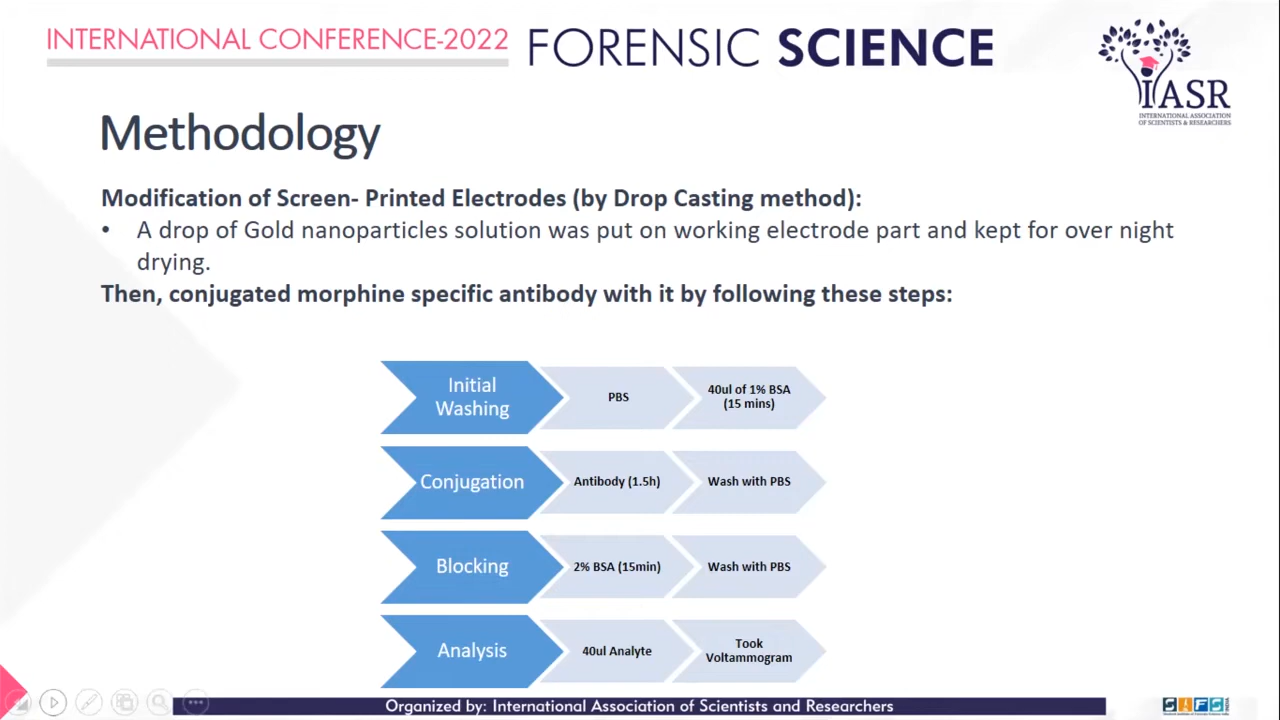 INTERNATIONAL CONFERENCE-2022 FORENSIC SCIENCE
IASR
INTERNATIONAL ASSOCIATION
OF SCIENTISTS & RESEARCHERS
Methodology
Modification of Screen- Printed Electrodes (by Drop Casting method):
• A drop of Gold nanoparticles solution was put on working electrode part and kept for over night
drying.
Then, conjugated morphine specific antibody with it by following these steps:
Initial
Washing
PBS
40ul of 1% BSA
(15 mins)
Conjugation
Antibody (1.5h)
Wash with PBS
Blocking
2% BSA (15min)
Wash with PBS
Analysis
40ul Analyte
Took
Voltammogram
Organized by: International Association of Scientists and Researchers
SIFS
INDIA